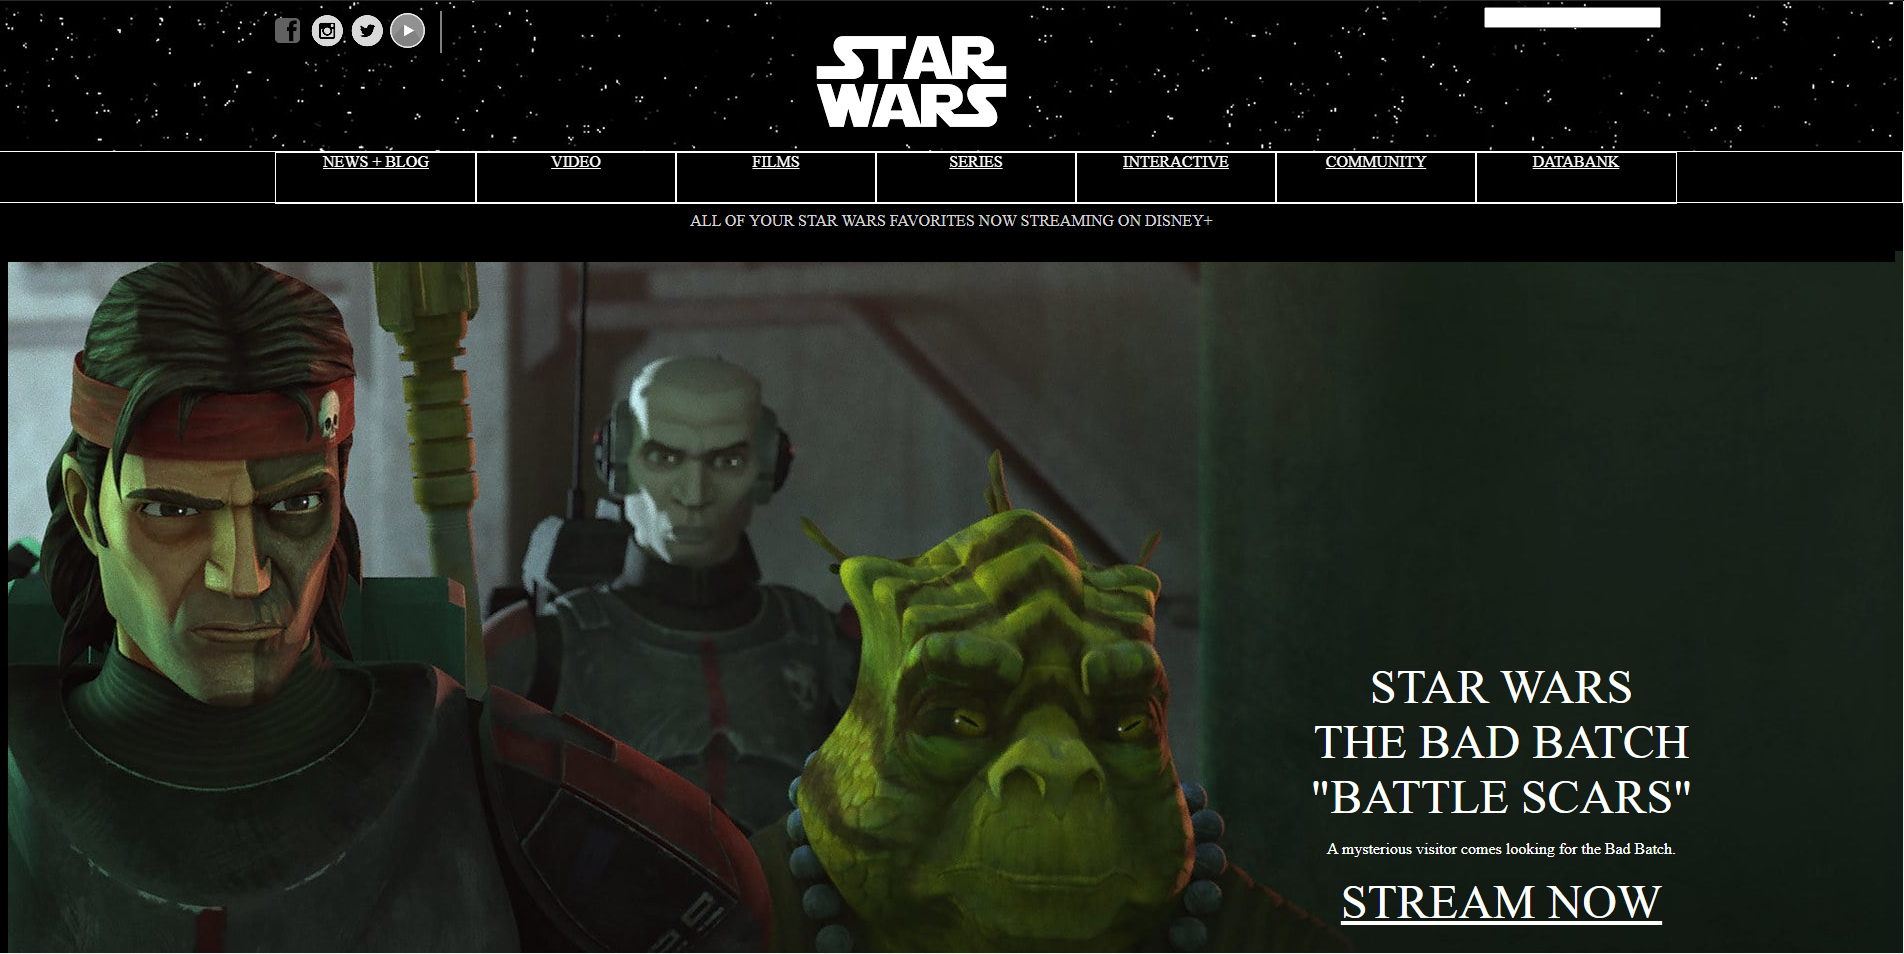 STAR
WARS
NEWS + BLOG
VIDEO
FILMS
SERIES
INTERACTIVE
COMMUNITY
DATABANK
ALL OF YOUR STAR WARS FAVORITES NOW STREAMING ON DISNEY+
STAR WARS
THE BAD BATCH
"BATTLE SCARS"
A mysterious visitor comes looking for the Bad Batch.
STREAM NOW